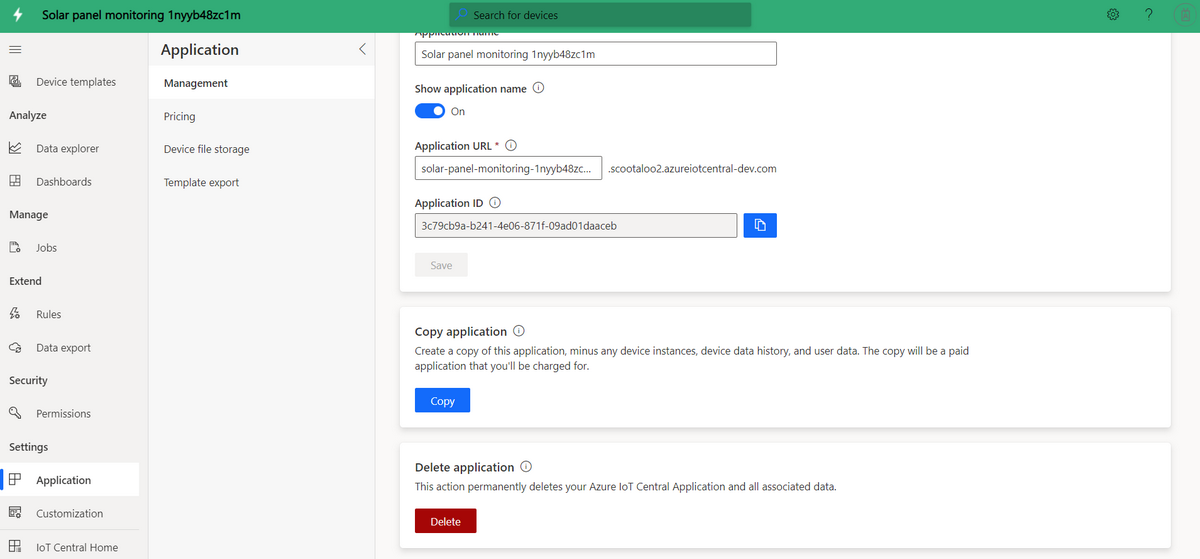 Solar panel monitoring 1nyyb48zc1m
Search for devices
?
Device templates
Analyze
Data explorer
Dashboards
Manage
Jobs
Extend
Rules
Data export
Security
Permissions
Settings
Application
Customization
IoT Central Home
Application
Management
Pricing
Device file storage
Template export
Application name
Solar panel monitoring 1nyyb48zc1m
Show application name
On
Application URL *
solar-panel-monitoring-1nyyb48zc... .scootaloo2.azureiotcentral-dev.com
Application ID
3c79cb9a-b241-4e06-871f-09ad01daaceb
Save
Copy application
Create a copy of this application, minus any device instances, device data history, and user data. The copy will be a paid
application that you'll be charged for.
Copy
Delete application
This action permanently deletes your Azure IoT Central Application and all associated data.
Delete